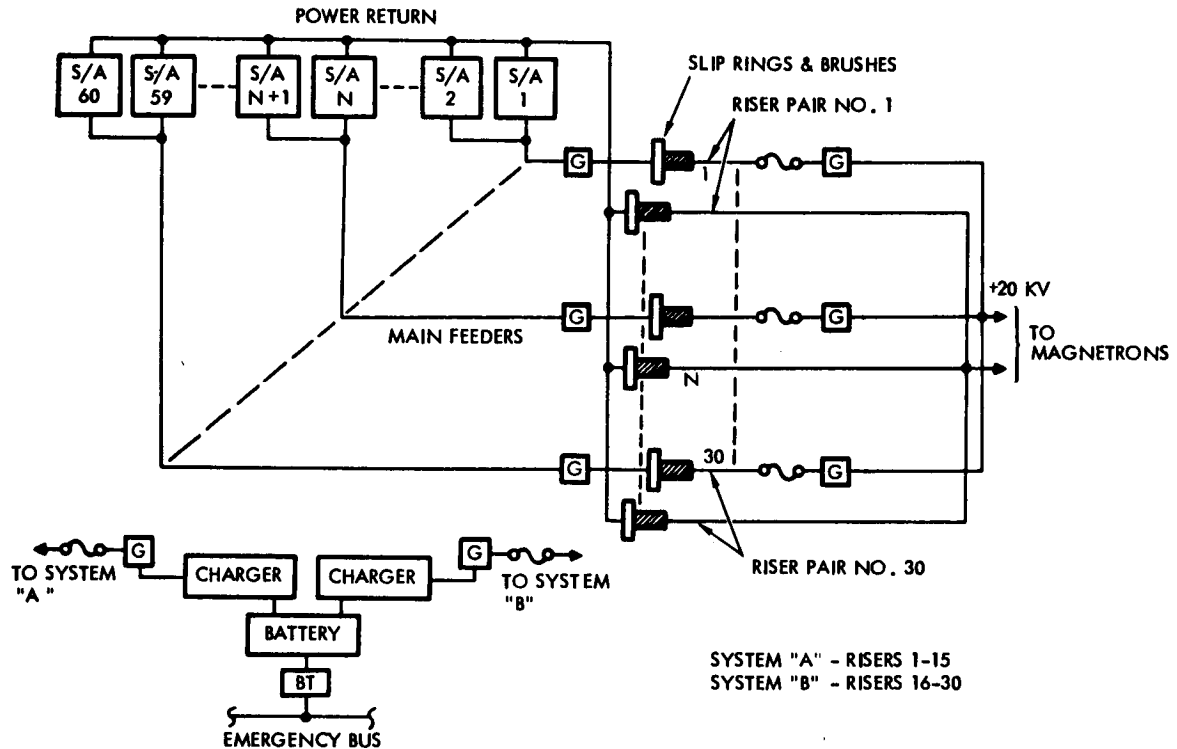 POWER RETURN
S/A 60
S/A 59
S/A N+1
S/A N
S/A 2
S/A 1
SLIP RINGS & BRUSHES
RISER PAIR NO. 1
G
G
1
+20 KV
G
G
MAIN FEEDERS
TO MAGNETRONS
N
30
G
G
RISER PAIR NO. 30
G
G
TO SYSTEM "A"
CHARGER
CHARGER
TO SYSTEM "B"
BATTERY
BT
EMERGENCY BUS
SYSTEM "A" - RISERS 1-15
SYSTEM "B" - RISERS 16-30